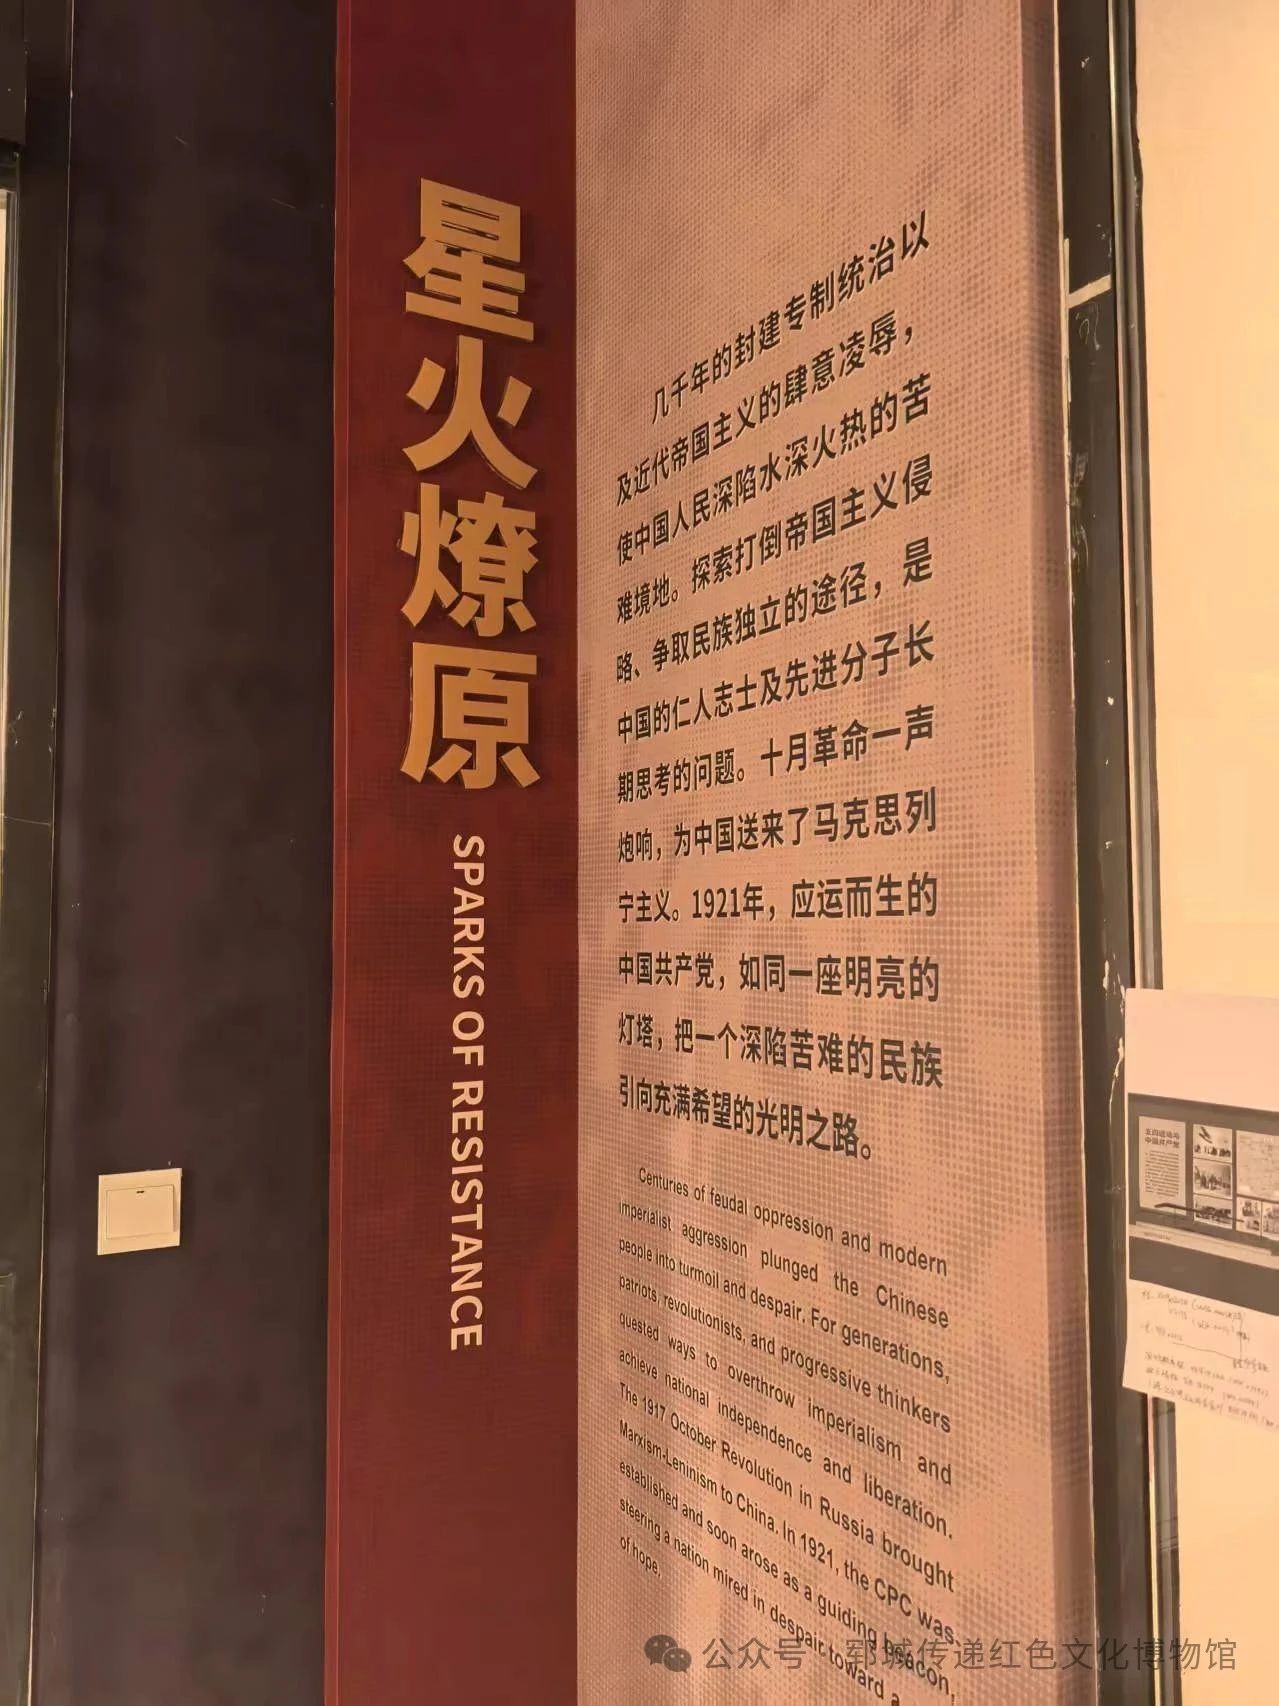 星火燎原
SPARKS OF RESISTANCE
几千年的封建专制统治以
及近代帝国主义的肆意凌辱，
使中国人民深陷水深火热的苦
难境地。探索打倒帝国主义侵
略、争取民族独立的途径，是
中国的仁人志士及先进分子长
期思考的问题。十月革命一声
炮响，为中国送来了马克思列
宁主义。1921年，应运而生的
中国共产党，如同一座明亮的
灯塔，把一个深陷苦难的民族
引向充满希望的光明之路。
Centuries of feudal oppression and modern
imperialist aggression plunged the Chinese
people into turmoil and despair. For generations,
patriots, revolutionists, and progressive thinkers
quested ways to overthrow imperialism and
achieve national independence and liberation.
The 1917 October Revolution in Russia brought
Marxism-Leninism to China. In 1921, the CPC was
established and soon arose as a guiding beacon,
steering a nation mired in despair toward a
of hope.
五四运动与
中国共产党
公众号 · 郓城传递红色文化博物馆